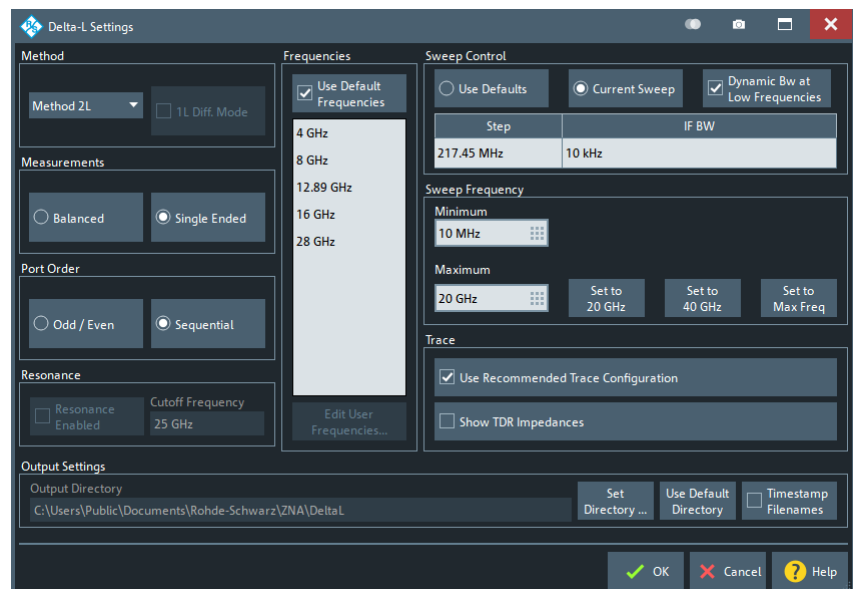 Delta-L Settings
Method
Method 2L
1L Diff. Mode
Measurements
Balanced
Single Ended
Port Order
Odd / Even
Sequential
Resonance
Resonance
Enabled
Cutoff Frequency
25 GHz
Frequencies
Use Default
Frequencies
4 GHz
8 GHz
12.89 GHz
16 GHz
28 GHz
Edit User
Frequencies...
Sweep Control
Use Defaults
Current Sweep
Dynamic Bw at
Low Frequencies
Step
IF BW
217.45 MHz
10 kHz
Sweep Frequency
Minimum
10 MHz
Maximum
20 GHz
Set to
20 GHz
Set to
40 GHz
Set to
Max Freq
Trace
Use Recommended Trace Configuration
Show TDR Impedances
Output Settings
Output Directory
C:\Users\Public\Documents\Rohde-Schwarz\ZNA\DeltaL
Set
Directory ...
Use Default
Directory
Timestamp
Filenames
OK
Cancel
? Help